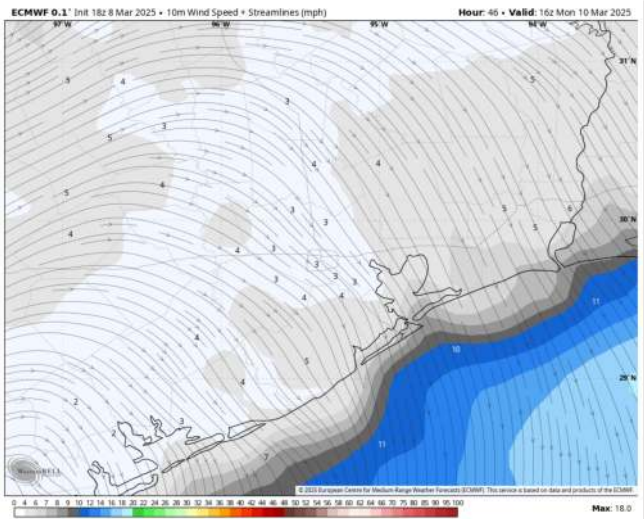 ECMWF 0.1° Init 18z 8 Mar 2025 • 10m Wind Speed + Streamlines (mph)
Hour: 46 • Valid: 16z Mon 10 Mar 2025
97°W 96°W 95°W 94°W
31°N
5 4 5
3
3
5
4 4
4
5
3 5 6
3 5 30°N
4
4 3
3
3 3
3
4 4
11
4
10
5
4 29°N
2
3
2
11
7
WeatherBELL
© 2025 European Centre for Medium-Range Weather Forecasts (ECMWF). This service is based on data and products of the ECMWF.
0 4 6 8 9 10 12 14 16 18 20 22 24 26 28 30 32 34 36 38 40 42 44 46 48 50 52 54 56 58 60 65 70 75 80 85 90 95 100
Max: 18.0